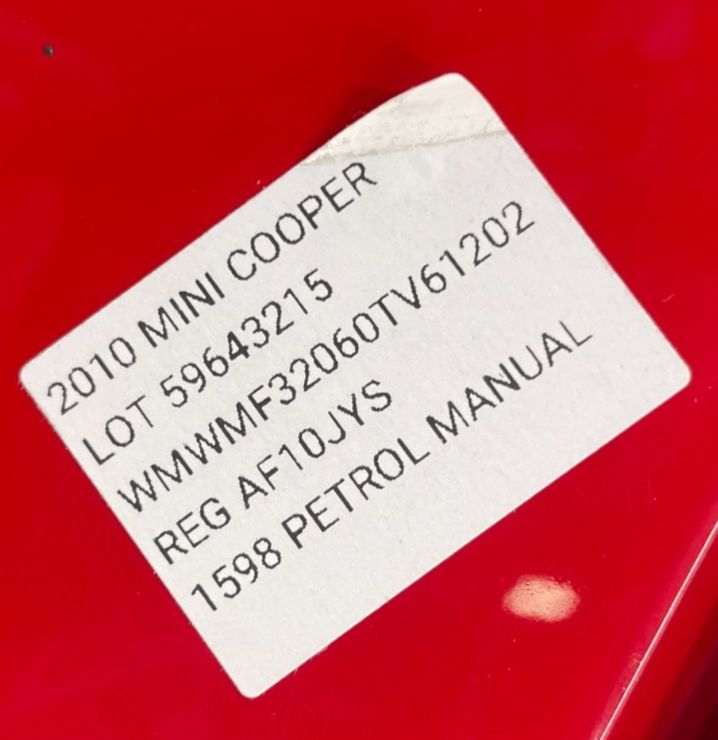 2010 MINI COOPER
LOT 59643215
WMWMF32060TV61202
REG AF10JYS
1598 PETROL MANUAL